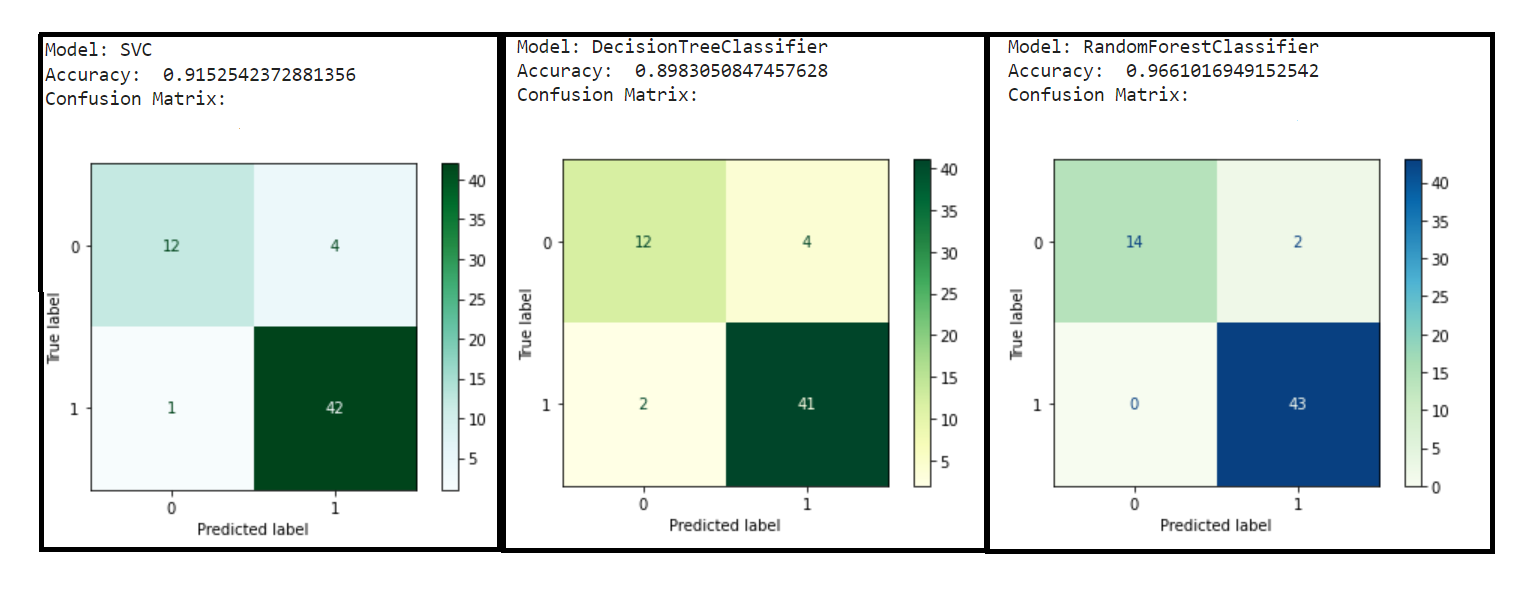 Model: SVC
Accuracy:  0.9152542372881356
Confusion Matrix:
12 4
1 42
0
1
True label
0 1
Predicted label
40
35
30
25
20
15
10
5
Model: DecisionTreeClassifier
Accuracy:  0.8983050847457628
Confusion Matrix:
12 4
2 41
0
1
True label
0 1
Predicted label
40
35
30
25
20
15
10
5
Model: RandomForestClassifier
Accuracy:  0.9661016949152542
Confusion Matrix:
14 2
0 43
0
1
True label
0 1
Predicted label
40
35
30
25
20
15
10
5
0